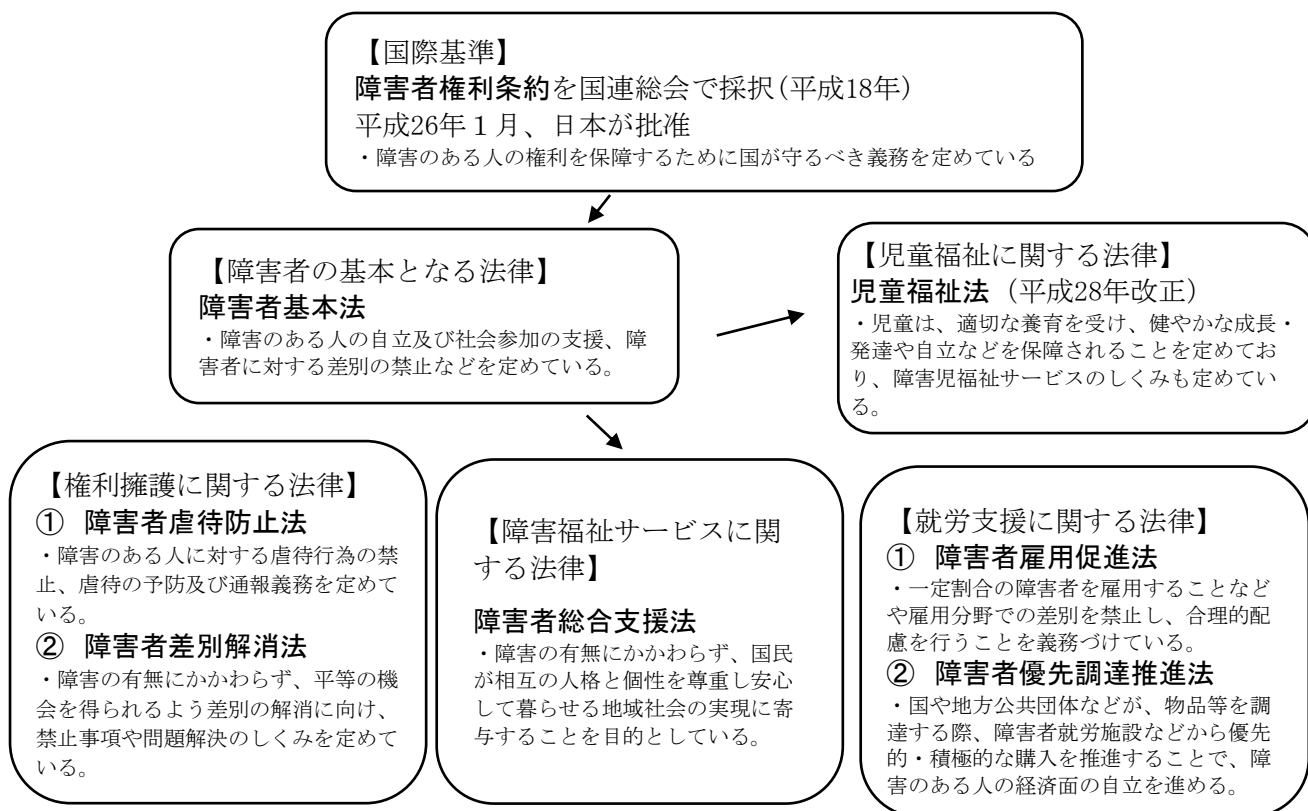 【国際基準】
障害者権利条約を国連総会で採択（平成18年）
平成26年１月、日本が批准
・障害のある人の権利を保障するために国が守るべき義務を定めている
【障害者の基本となる法律】
障害者基本法
・障害のある人の自立及び社会参加の支援、障
害者に対する差別の禁止などを定めている。
【児童福祉に関する法律】
児童福祉法（平成28年改正）
・児童は、適切な養育を受け、健やかな成長・
発達や自立などを保障されることを定めてお
り、障害児福祉サービスのしくみも定めてい
る。
【権利擁護に関する法律】
① 障害者虐待防止法
・障害のある人に対する虐待行為の禁
止、虐待の予防及び通報義務を定めて
いる。
② 障害者差別解消法
・障害の有無にかかわらず、平等の機
会を得られるよう差別の解消に向け、
禁止事項や問題解決のしくみを定めて
いる。
【障害福祉サービスに関
する法律】
障害者総合支援法
・障害の有無にかかわらず、国民
が相互の人格と個性を尊重し安心
して暮らせる地域社会の実現に寄
与することを目的としている。
【就労支援に関する法律】
① 障害者雇用促進法
・一定割合の障害者を雇用することなど
や雇用分野での差別を禁止し、合理的配
慮を行うことを義務づけている。
② 障害者優先調達推進法
・国や地方公共団体などが、物品等を調
達する際、障害者就労施設などから優先
的・積極的な購入を推進することで、障
害のある人の経済面の自立を進める。